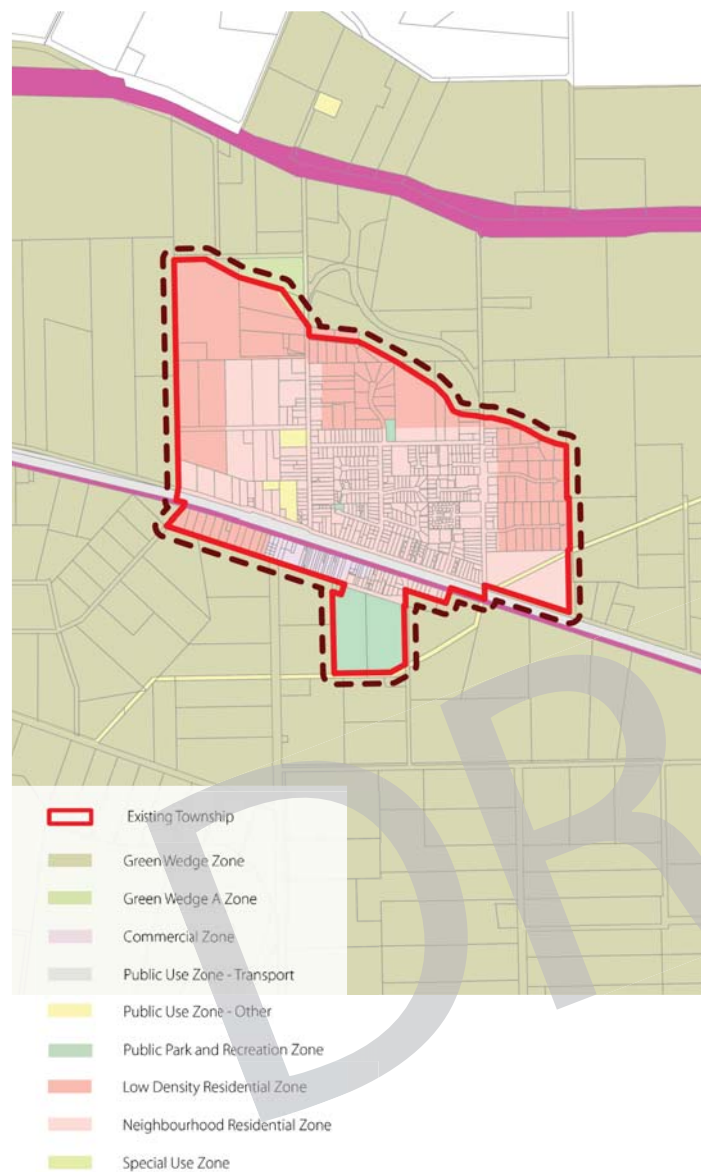 Existing Township
Green Wedge Zone
Green Wedge A Zone
Commercial Zone
Public Use Zone - Transport
Public Use Zone - Other
Public Park and Recreation Zone
Low Density Residential Zone
Neighbourhood Residential Zone
Special Use Zone
DR